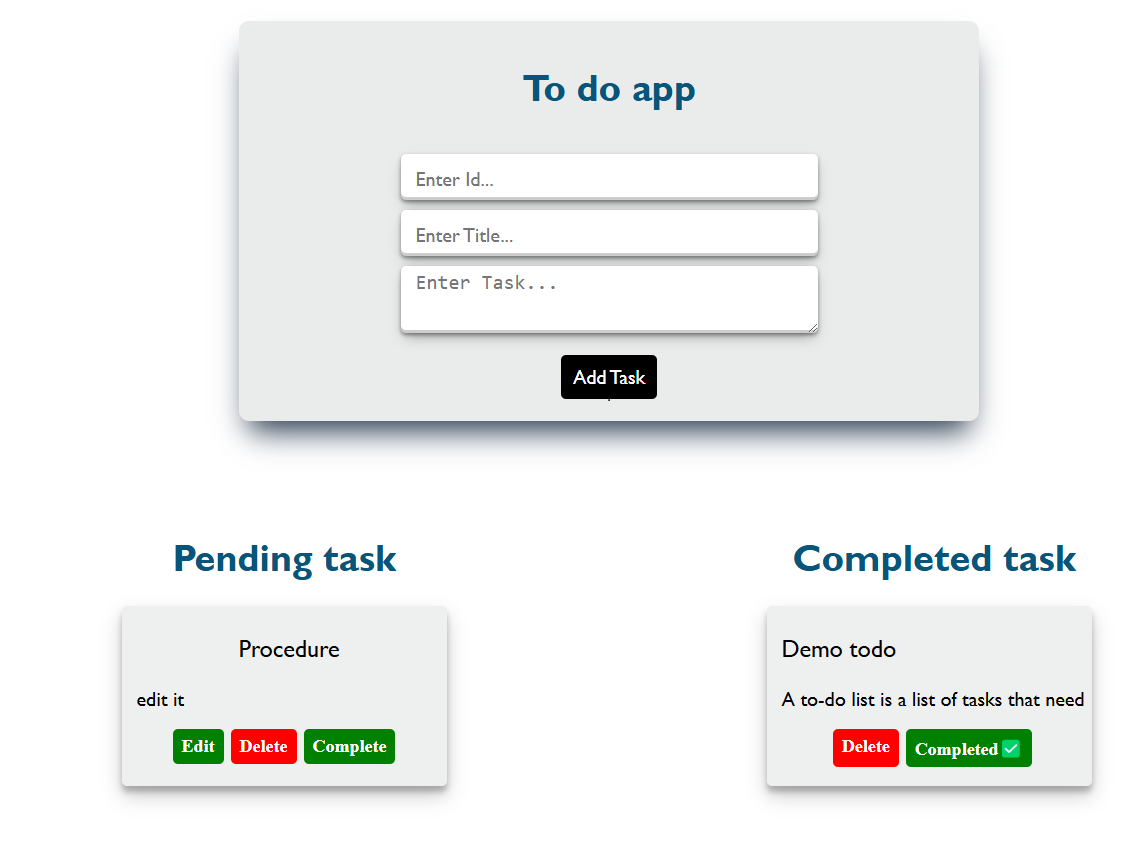 To do app
Enter Id...
Enter Title...
Enter Task...
Add Task
Pending task
Procedure
edit it
Edit Delete Complete
Completed task
Demo todo
A to-do list is a list of tasks that need
Delete Completed ✅